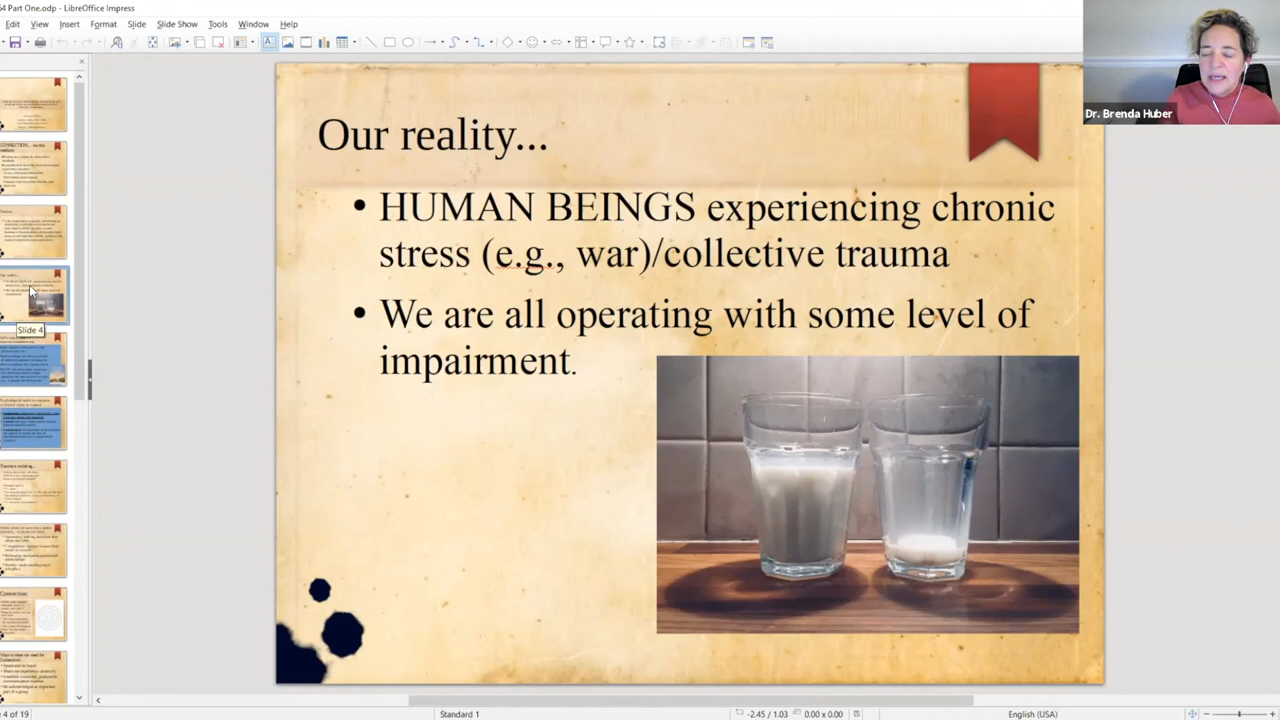 64 Part One.odp - LibreOffice Impress
Edit View Insert Format Slide Slide Show Tools Window Help
Dr. Brenda Huber
Our reality...
• HUMAN BEINGS experiencing chronic
stress (e.g., war)/collective trauma
• We are all operating with some level of
impairment.
Slide 4
4 of 19
Standard 1
-2.45 / 1.03
0.00 x 0.00
English (USA)